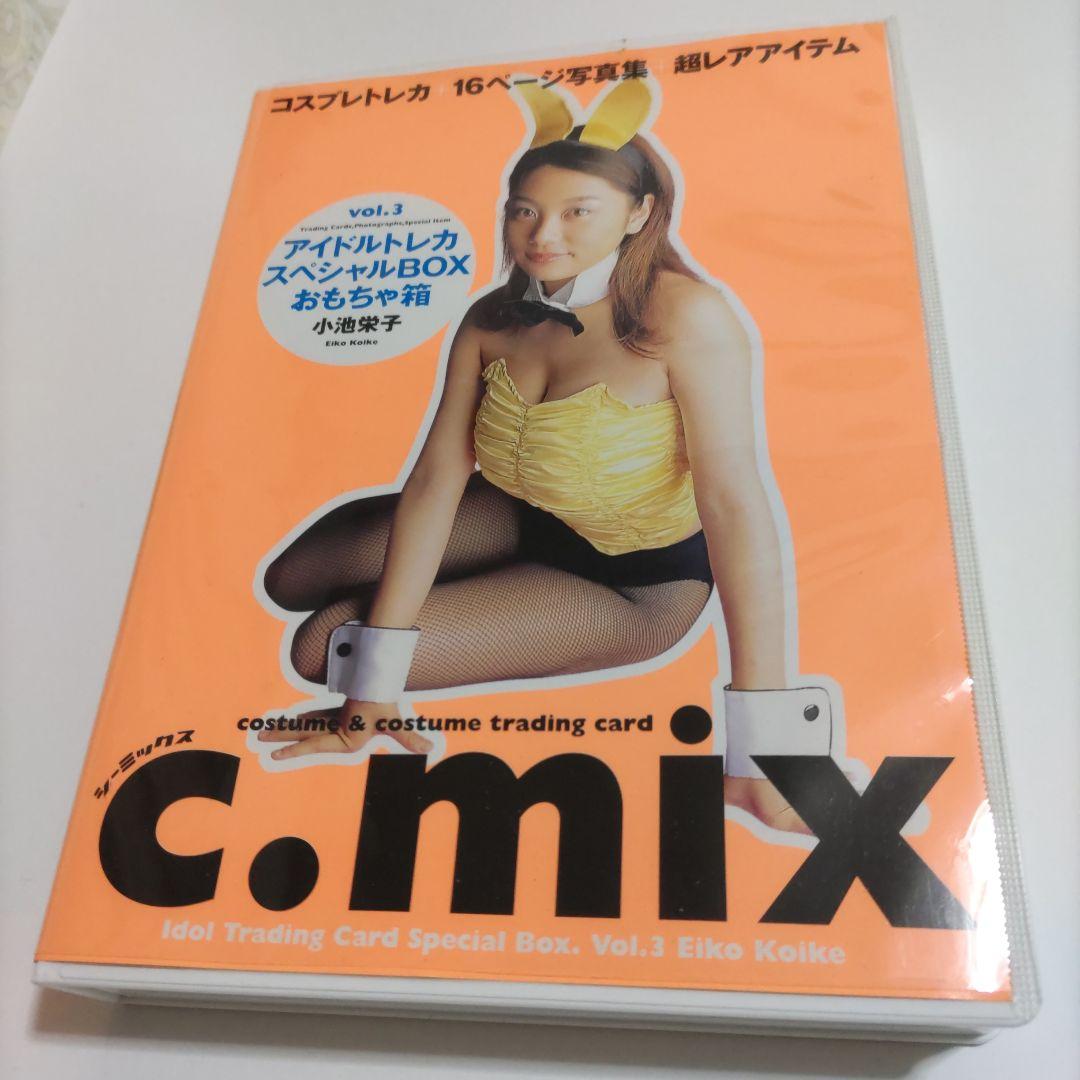 コスプレトレカ+16ページ写真集+超レアアイテム
vol.3
Trading Cards,Photographs,Special Item
アイドルトレカ
スペシャルBOX
おもちゃ箱
小池栄子
Eiko Koike
costume & costume trading card
シーミックス
c.mix
Idol Trading Card Special Box. Vol.3 Eiko Koike